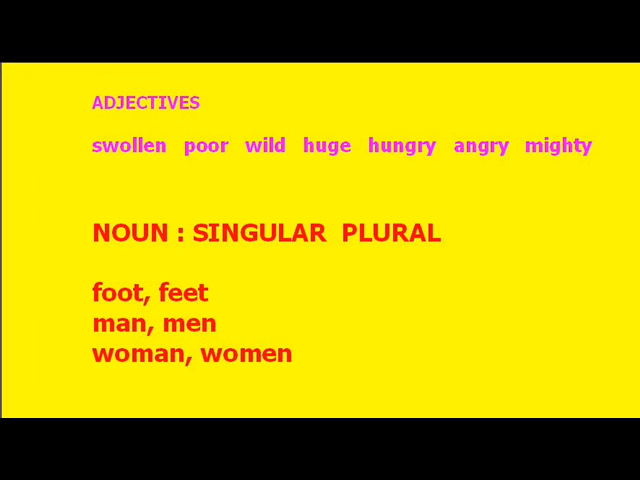 ADJECTIVES
swollen poor wild huge hungry angry mighty
NOUN : SINGULAR PLURAL
foot, feet
man, men
woman, women